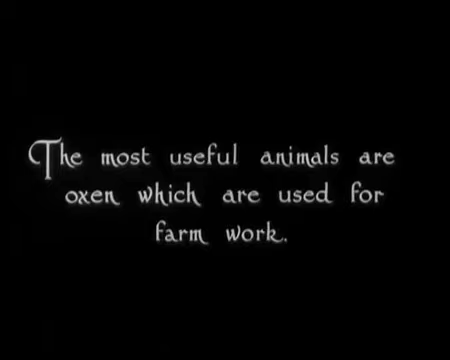 The most useful animals are
oxen which are used for
farm work.